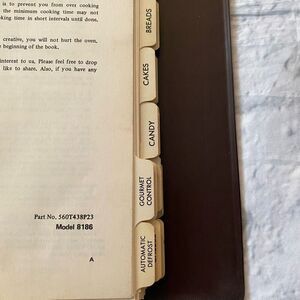 is to prevent you from over cooking
the minimum cooking time may not
oking time in short intervals until done.
creative, you will not hurt the oven,
e beginning of the book.
interest to us. Please feel free to drop
like to share. Also, if you have any
Part No. 560T438P23
Model 8186
A
BREADS
CAKES
CANDY
GOURMET
CONTROL
AUTOMATIC
DEFROST